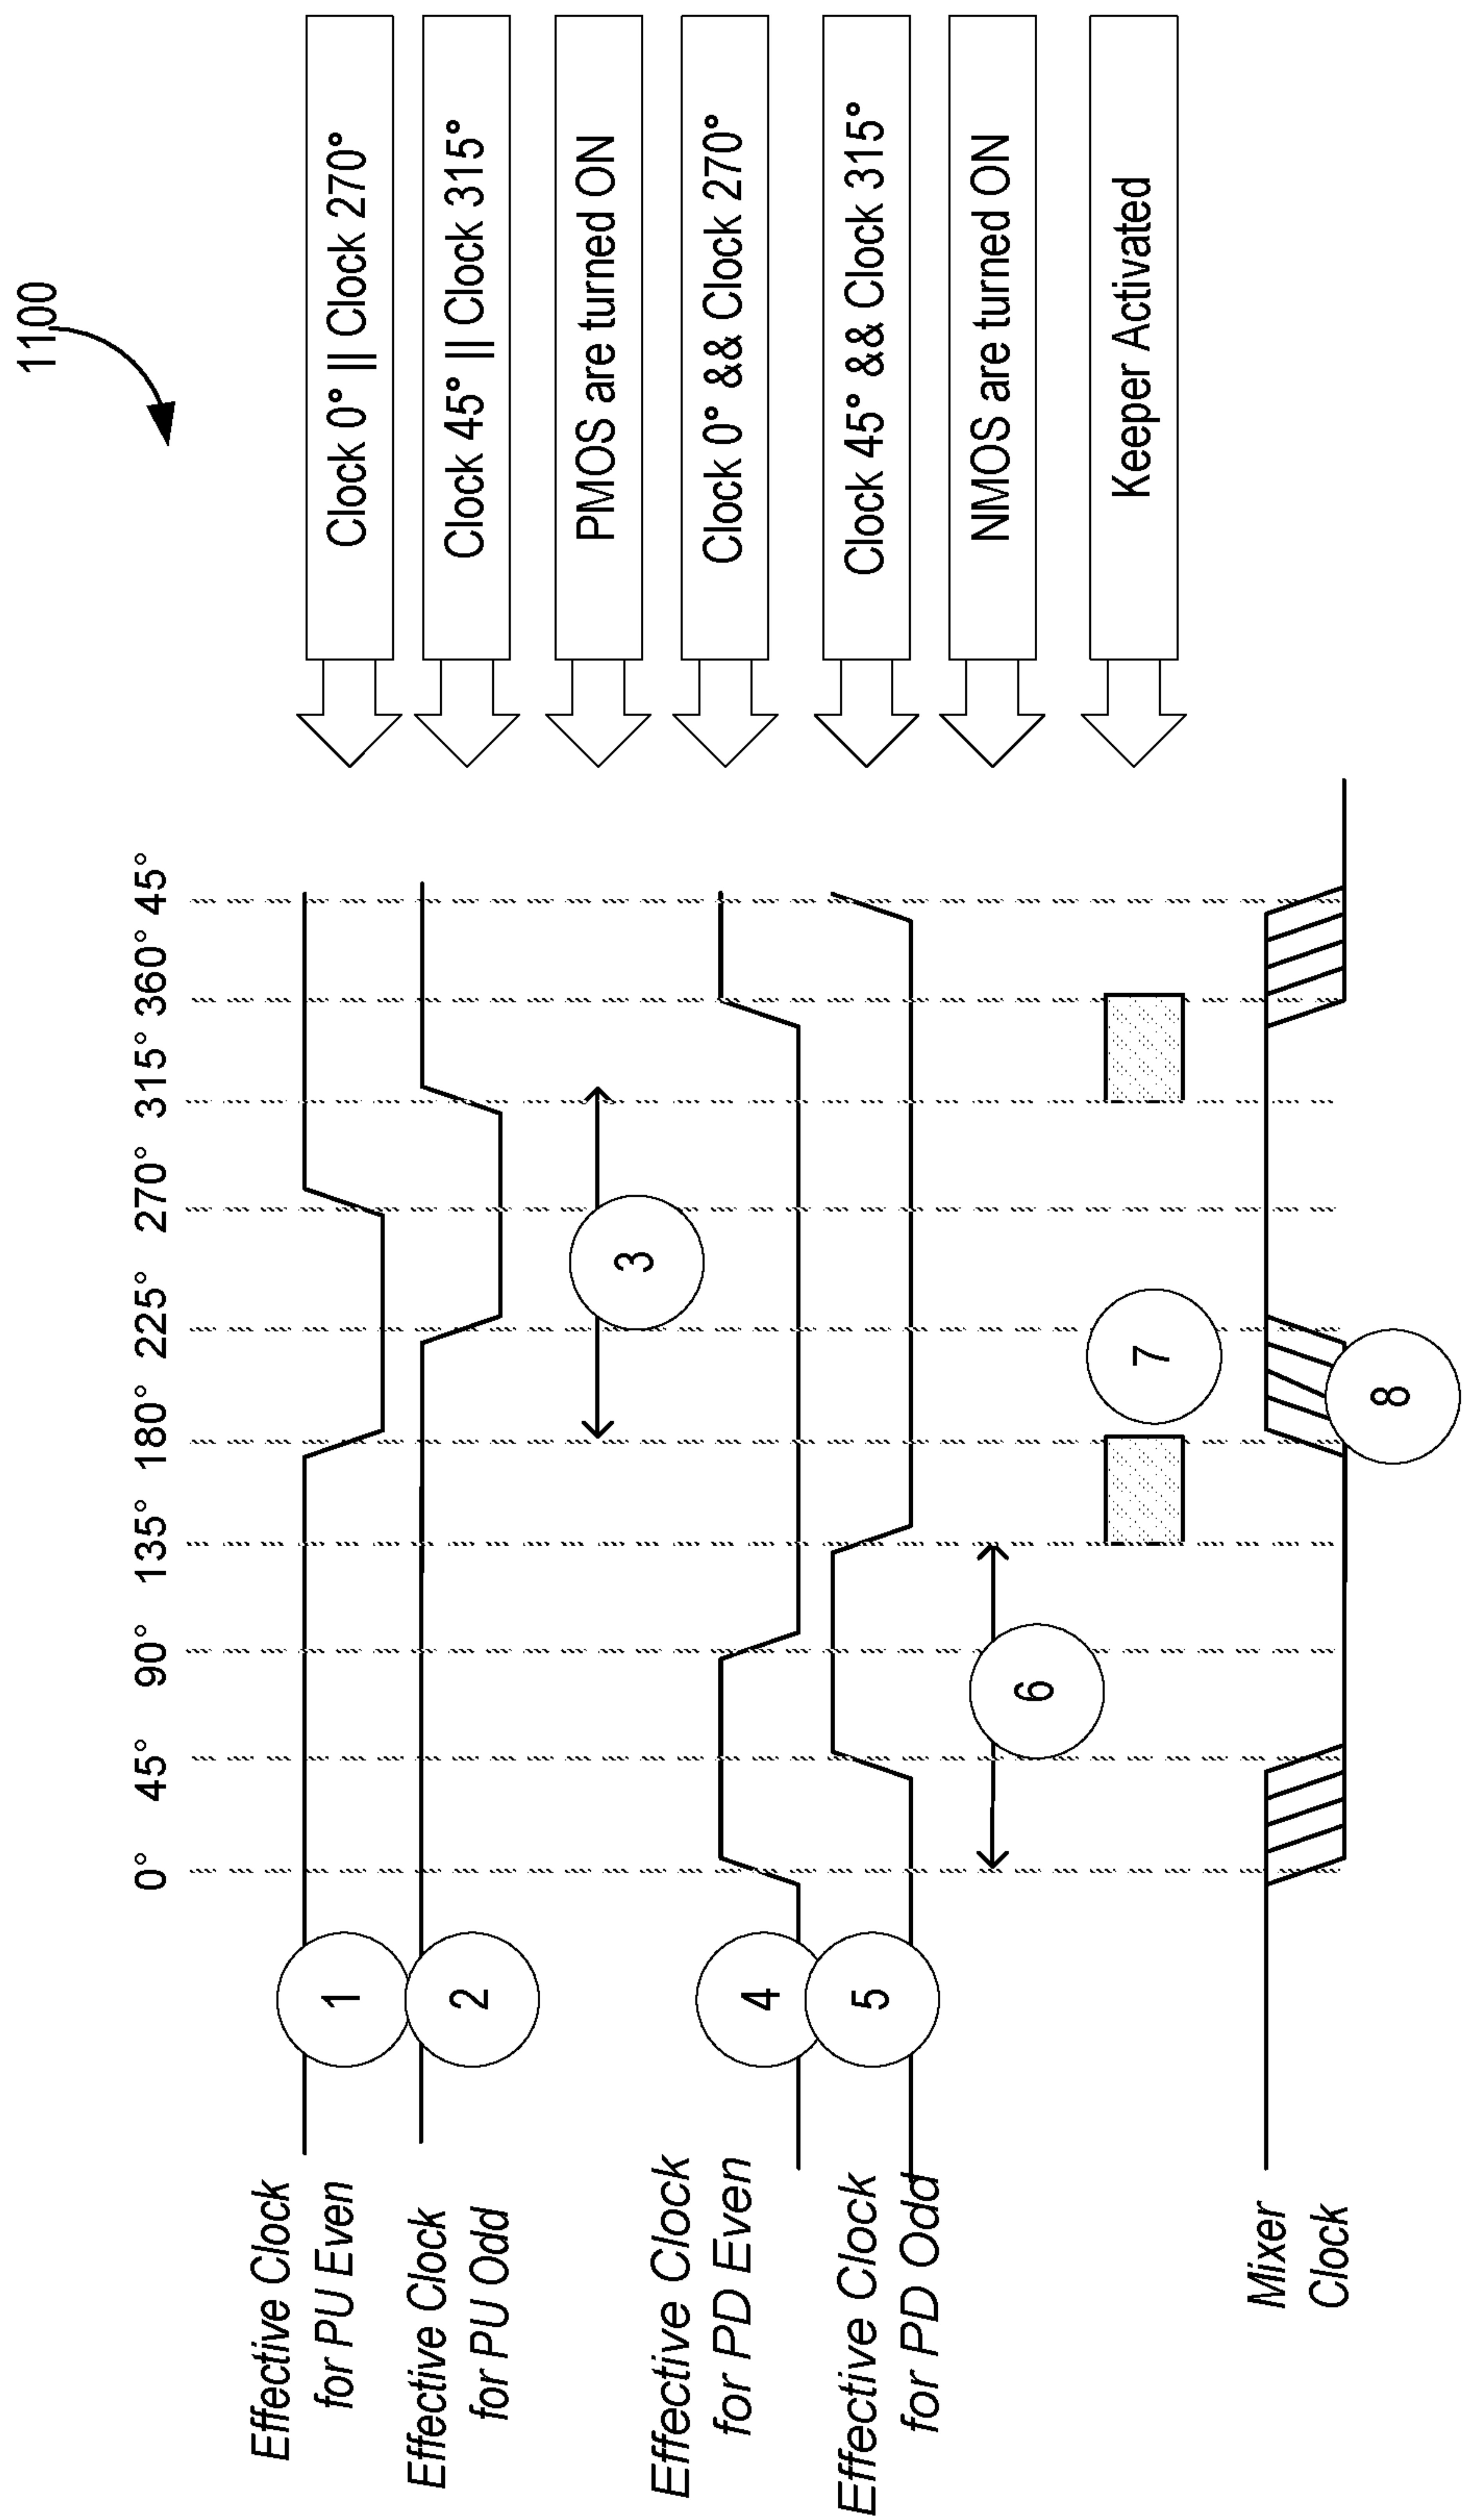 1100
0° 45° 90° 135° 180° 225° 270° 315° 360° 45°
Effective Clock
for PU Even
1
Clock 0° || Clock 270°
Effective Clock
for PU Odd
2
Clock 45° || Clock 315°
3
PMOS are turned ON
Effective Clock
for PD Even
4
Clock 0° && Clock 270°
Effective Clock
for PD Odd
5
Clock 45° && Clock 315°
6
NMOS are turned ON
7
Keeper Activated
Mixer
Clock
8